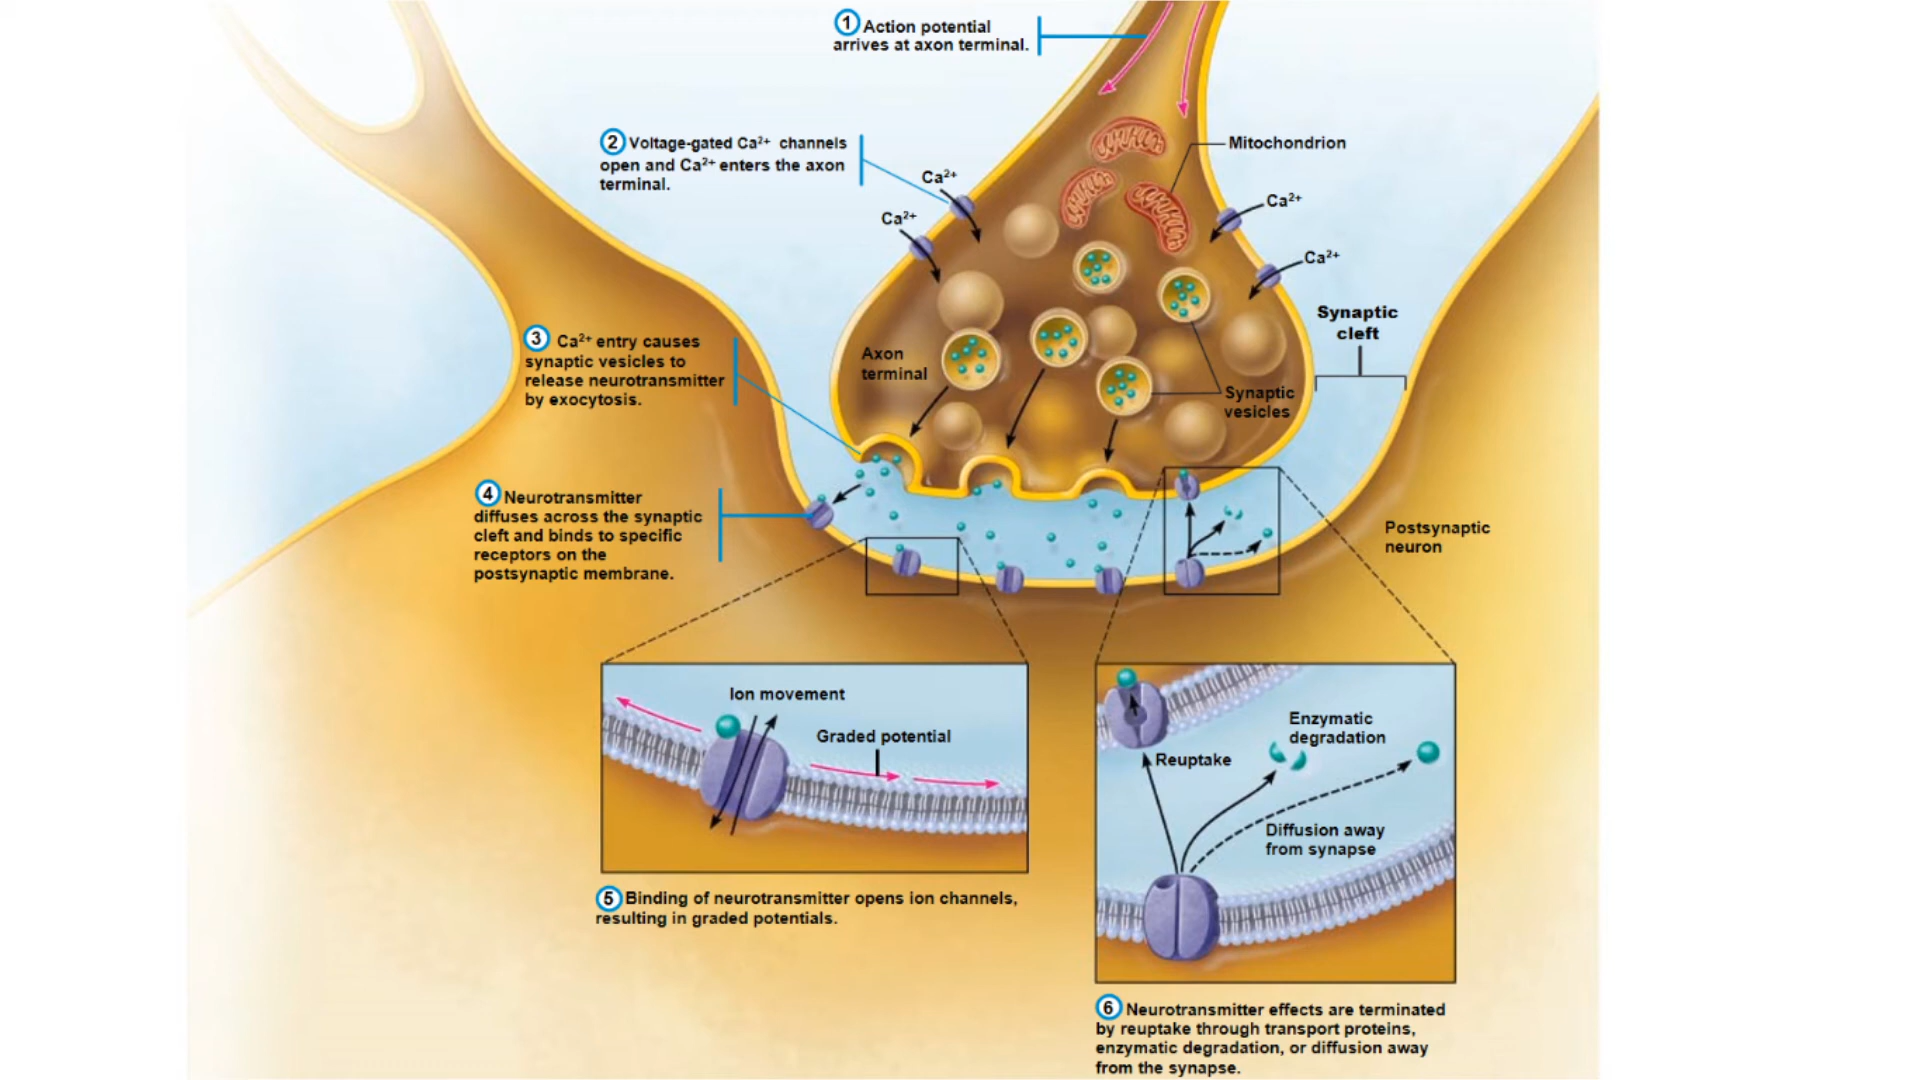 1 Action potential
arrives at axon terminal.
2 Voltage-gated Ca²⁺ channels
open and Ca²⁺ enters the axon
terminal.
Mitochondrion
Ca²⁺
Ca²⁺
Ca²⁺
Ca²⁺
Synaptic
cleft
3 Ca²⁺ entry causes
synaptic vesicles to
release neurotransmitter
by exocytosis.
Axon
terminal
Synaptic
vesicles
4 Neurotransmitter
diffuses across the synaptic
cleft and binds to specific
receptors on the
postsynaptic membrane.
Postsynaptic
neuron
Ion movement
Graded potential
5 Binding of neurotransmitter opens ion channels,
resulting in graded potentials.
Enzymatic
degradation
Reuptake
Diffusion away
from synapse
6 Neurotransmitter effects are terminated
by reuptake through transport proteins,
enzymatic degradation, or diffusion away
from the synapse.